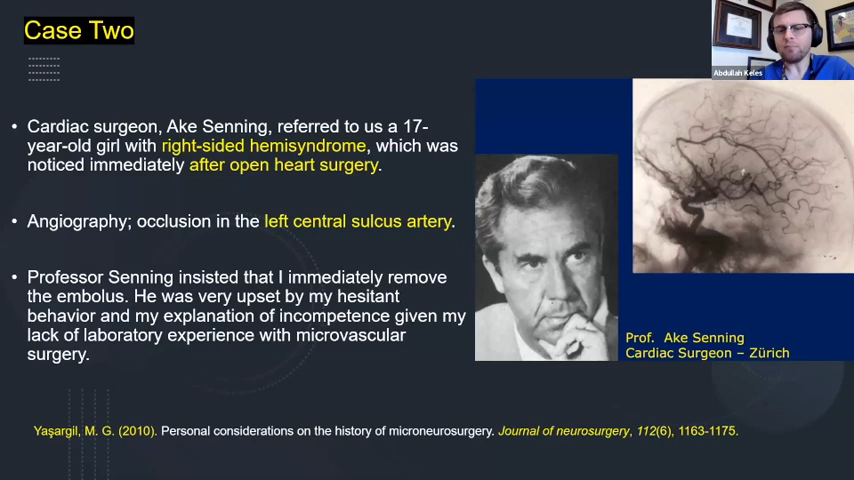 Case Two
Abdullah Keles
• Cardiac surgeon, Ake Senning, referred to us a 17-
year-old girl with right-sided hemisyndrome, which was
noticed immediately after open heart surgery.
• Angiography; occlusion in the left central sulcus artery.
• Professor Senning insisted that I immediately remove
the embolus. He was very upset by my hesitant
behavior and my explanation of incompetence given my
lack of laboratory experience with microvascular
surgery.
Prof. Ake Senning
Cardiac Surgeon – Zürich
Yaşargil, M. G. (2010). Personal considerations on the history of microneurosurgery. Journal of neurosurgery, 112(6), 1163-1175.